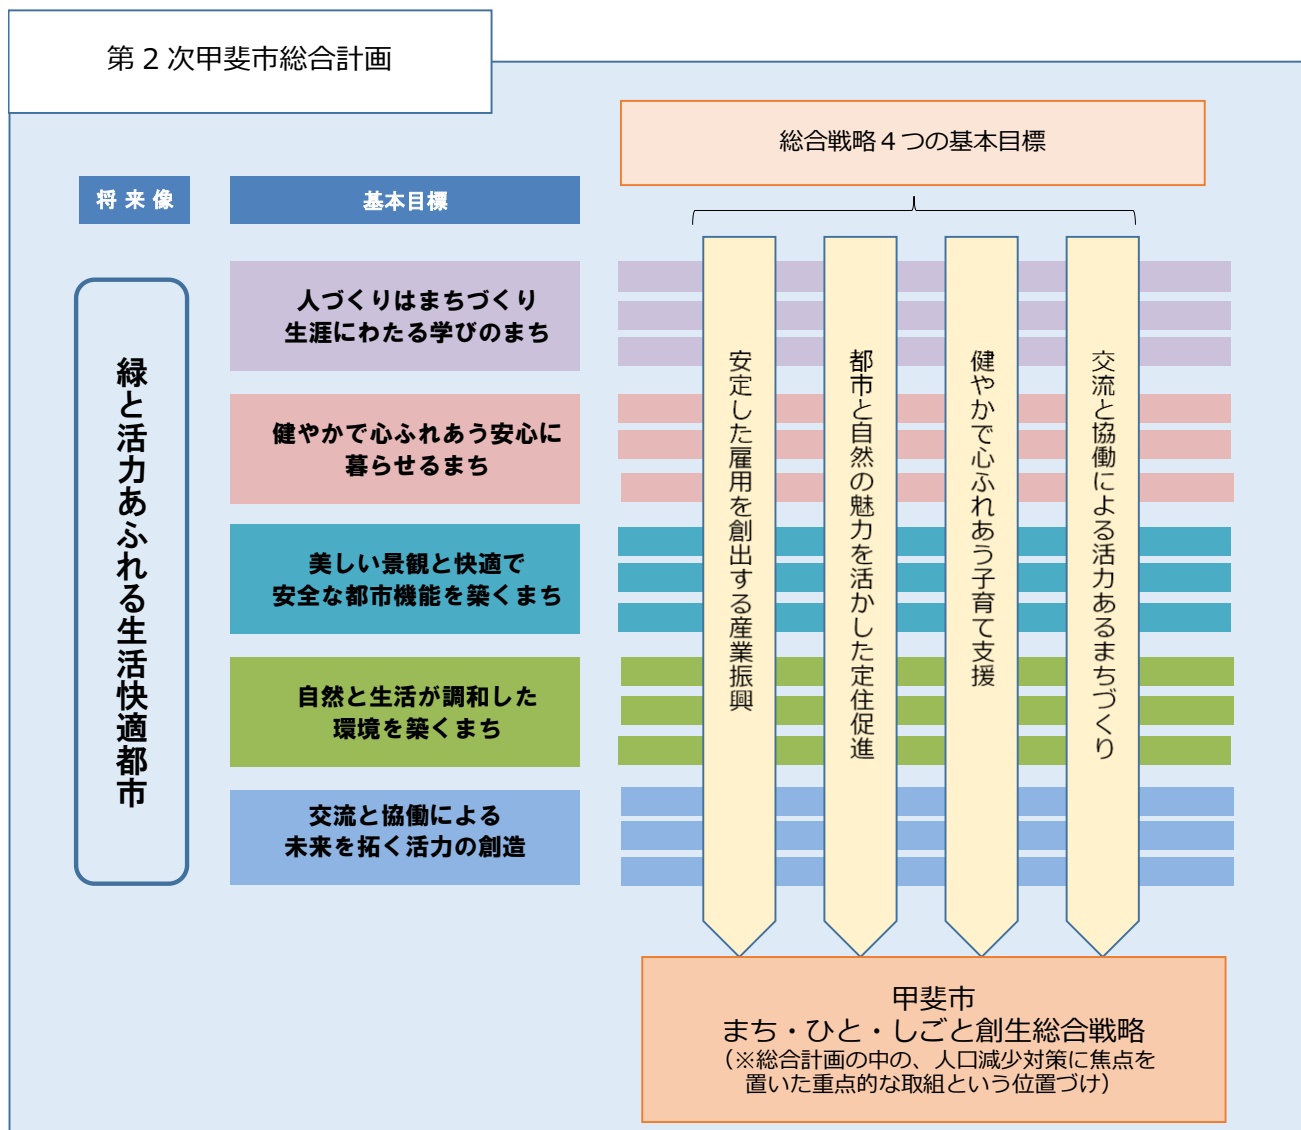 第２次甲斐市総合計画
総合戦略４つの基本目標
将来像
基本目標
緑と活力あふれる生活快適都市
人づくりはまちづくり
生涯にわたる学びのまち
健やかで心ふれあう安心に
暮らせるまち
美しい景観と快適で
安全な都市機能を築くまち
自然と生活が調和した
環境を築くまち
交流と協働による
未来を拓く活力の創造
安定した雇用を創出する産業振興
都市と自然の魅力を活かした定住促進
健やかで心ふれあう子育て支援
交流と協働による活力あるまちづくり
甲斐市
まち・ひと・しごと創生総合戦略
（※総合計画の中の、人口減少対策に焦点を
置いた重点的な取組という位置づけ）